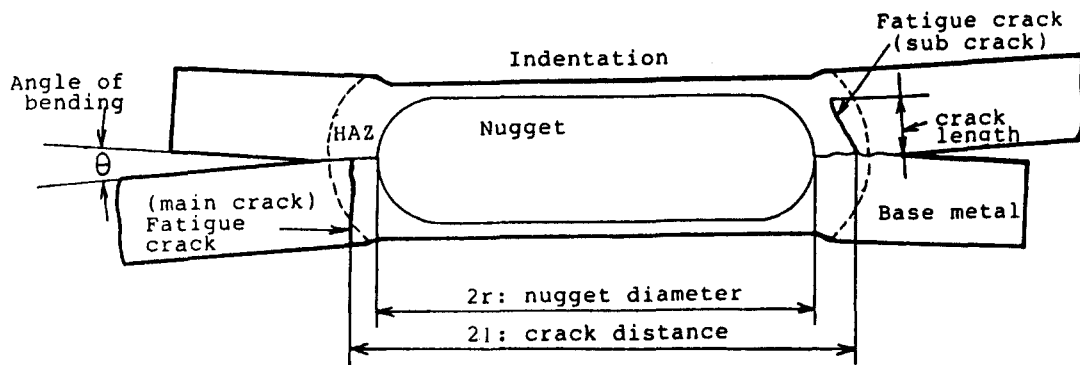 Fatigue crack
(sub crack)
Indentation
Angle of
bending
HAZ
Nugget
crack
length
θ
(main crack)
Fatigue
crack
Base metal
2r: nugget diameter
2l: crack distance